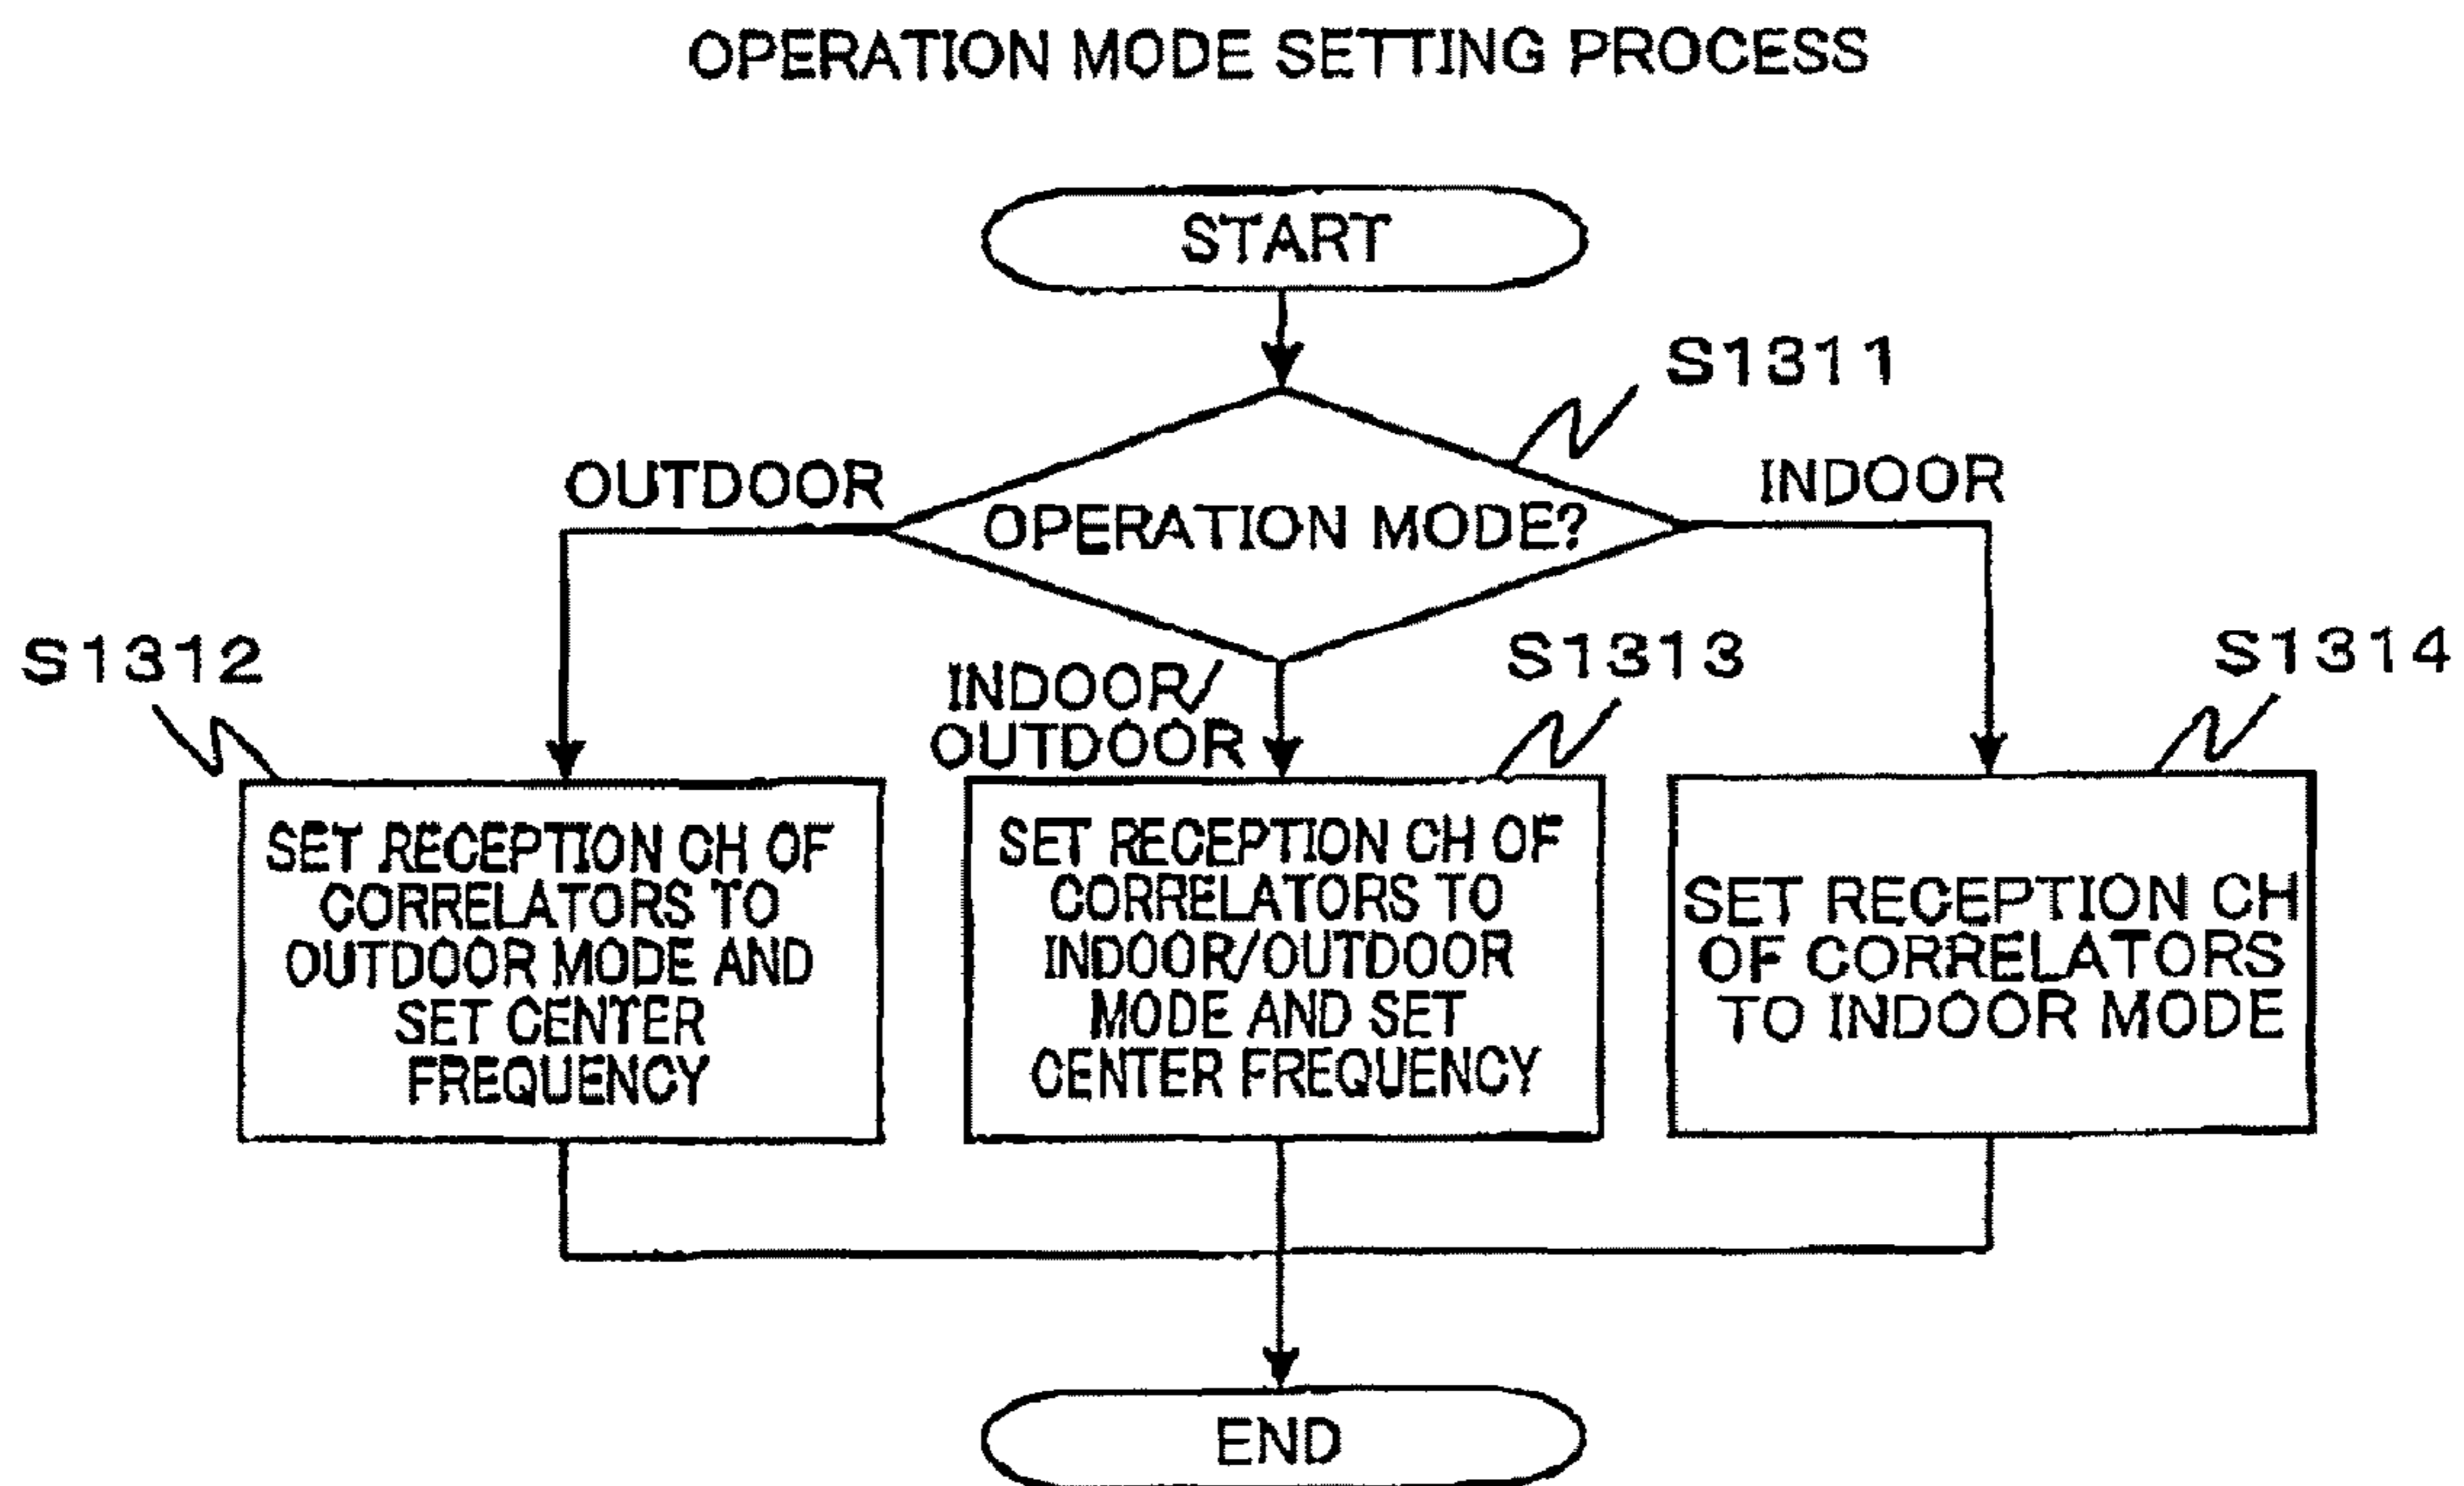 OPERATION MODE SETTING PROCESS
START
S1311
OUTDOOR
OPERATION MODE?
INDOOR
S1312
INDOOR/
OUTDOOR
S1313
S1314
SET RECEPTION CH OF
CORRELATORS TO
OUTDOOR MODE AND
SET CENTER
FREQUENCY
SET RECEPTION CH OF
CORRELATORS TO
INDOOR/OUTDOOR
MODE AND SET
CENTER FREQUENCY
SET RECEPTION CH
OF CORRELATORS
TO INDOOR MODE
END